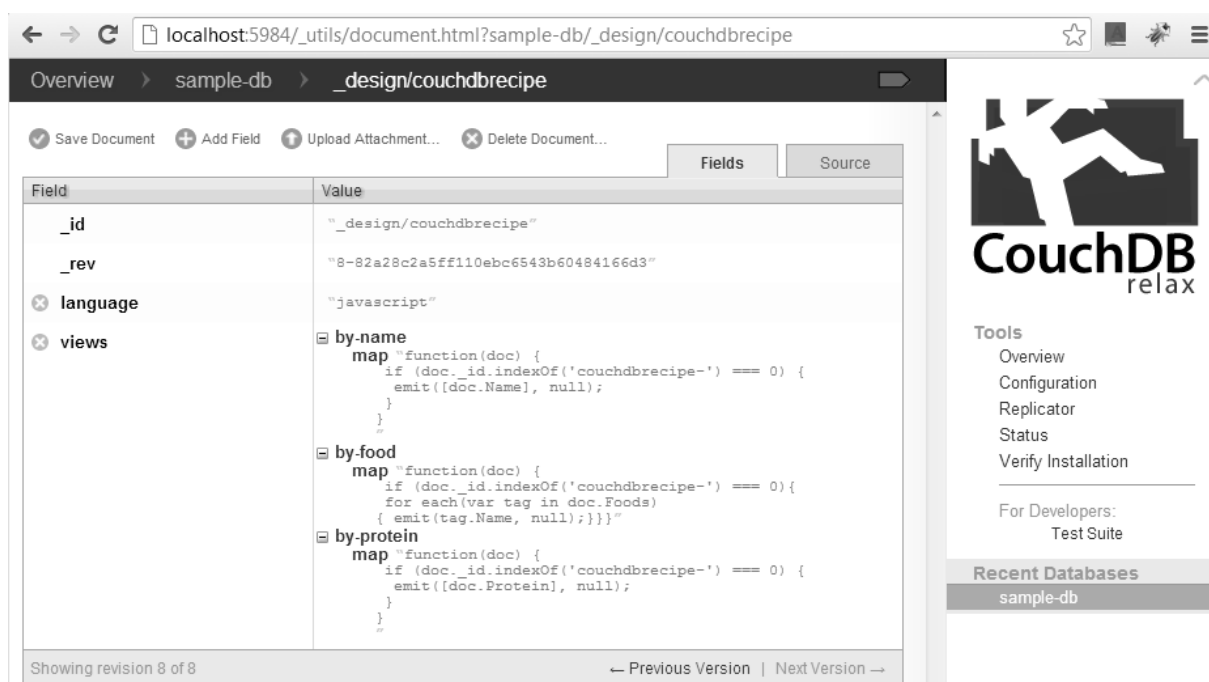 localhost:5984/_utils/document.html?sample-db/_design/couchdbrecipe
Overview sample-db _design/couchdbrecipe
Save Document Add Field Upload Attachment... Delete Document...
Fields Source
Field Value
_id "_design/couchdbrecipe"
_rev "8-82a28c2a5ff110ebc6543b60484166d3"
language "javascript"
views by-name
map "function(doc) {
if (doc._id.indexOf('couchdbrecipe-') === 0) {
emit([doc.Name], null);
}
}
"
by-food
map "function(doc) {
if (doc._id.indexOf('couchdbrecipe-') === 0){
for each(var tag in doc.Foods)
{ emit(tag.Name, null);}}}"
by-protein
map "function(doc) {
if (doc._id.indexOf('couchdbrecipe-') === 0) {
emit([doc.Protein], null);
}
}
"
Showing revision 8 of 8 ← Previous Version | Next Version →
CouchDB
relax
Tools
Overview
Configuration
Replicator
Status
Verify Installation
For Developers:
Test Suite
Recent Databases
sample-db